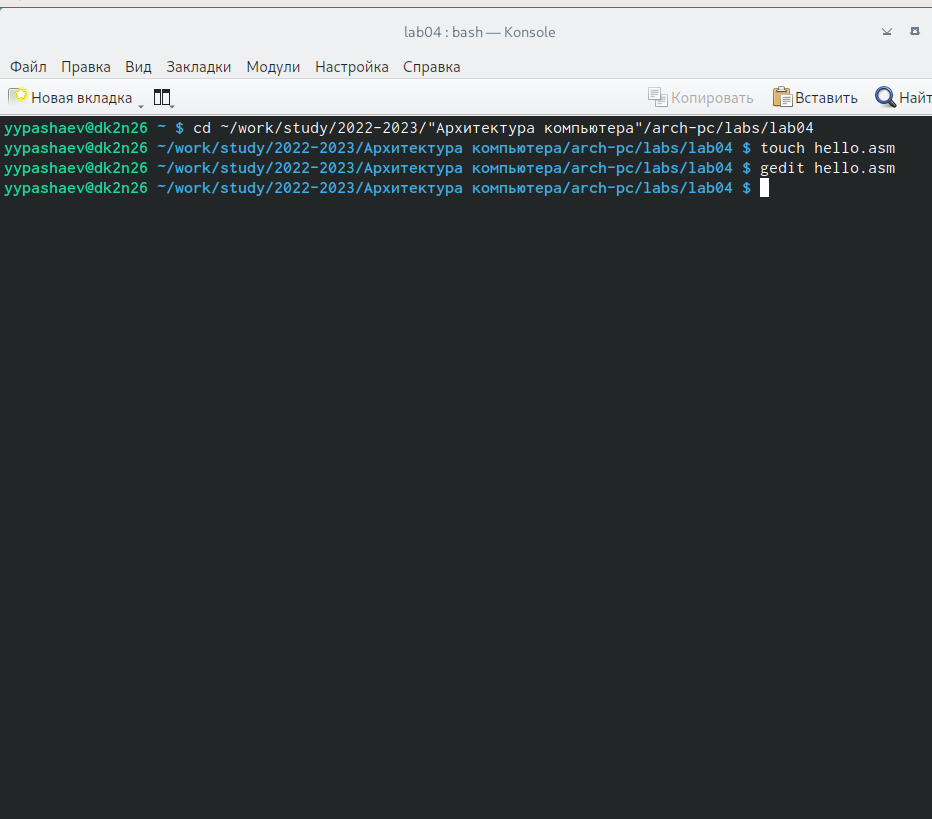 lab04 : bash — Konsole
Файл Правка Вид Закладки Модули Настройка Справка
Новая вкладка Копировать Вставить Найт
yypashaev@dk2n26 ~ $ cd ~/work/study/2022-2023/"Архитектура компьютера"/arch-pc/labs/lab04
yypashaev@dk2n26 ~/work/study/2022-2023/Архитектура компьютера/arch-pc/labs/lab04 $ touch hello.asm
yypashaev@dk2n26 ~/work/study/2022-2023/Архитектура компьютера/arch-pc/labs/lab04 $ gedit hello.asm
yypashaev@dk2n26 ~/work/study/2022-2023/Архитектура компьютера/arch-pc/labs/lab04 $